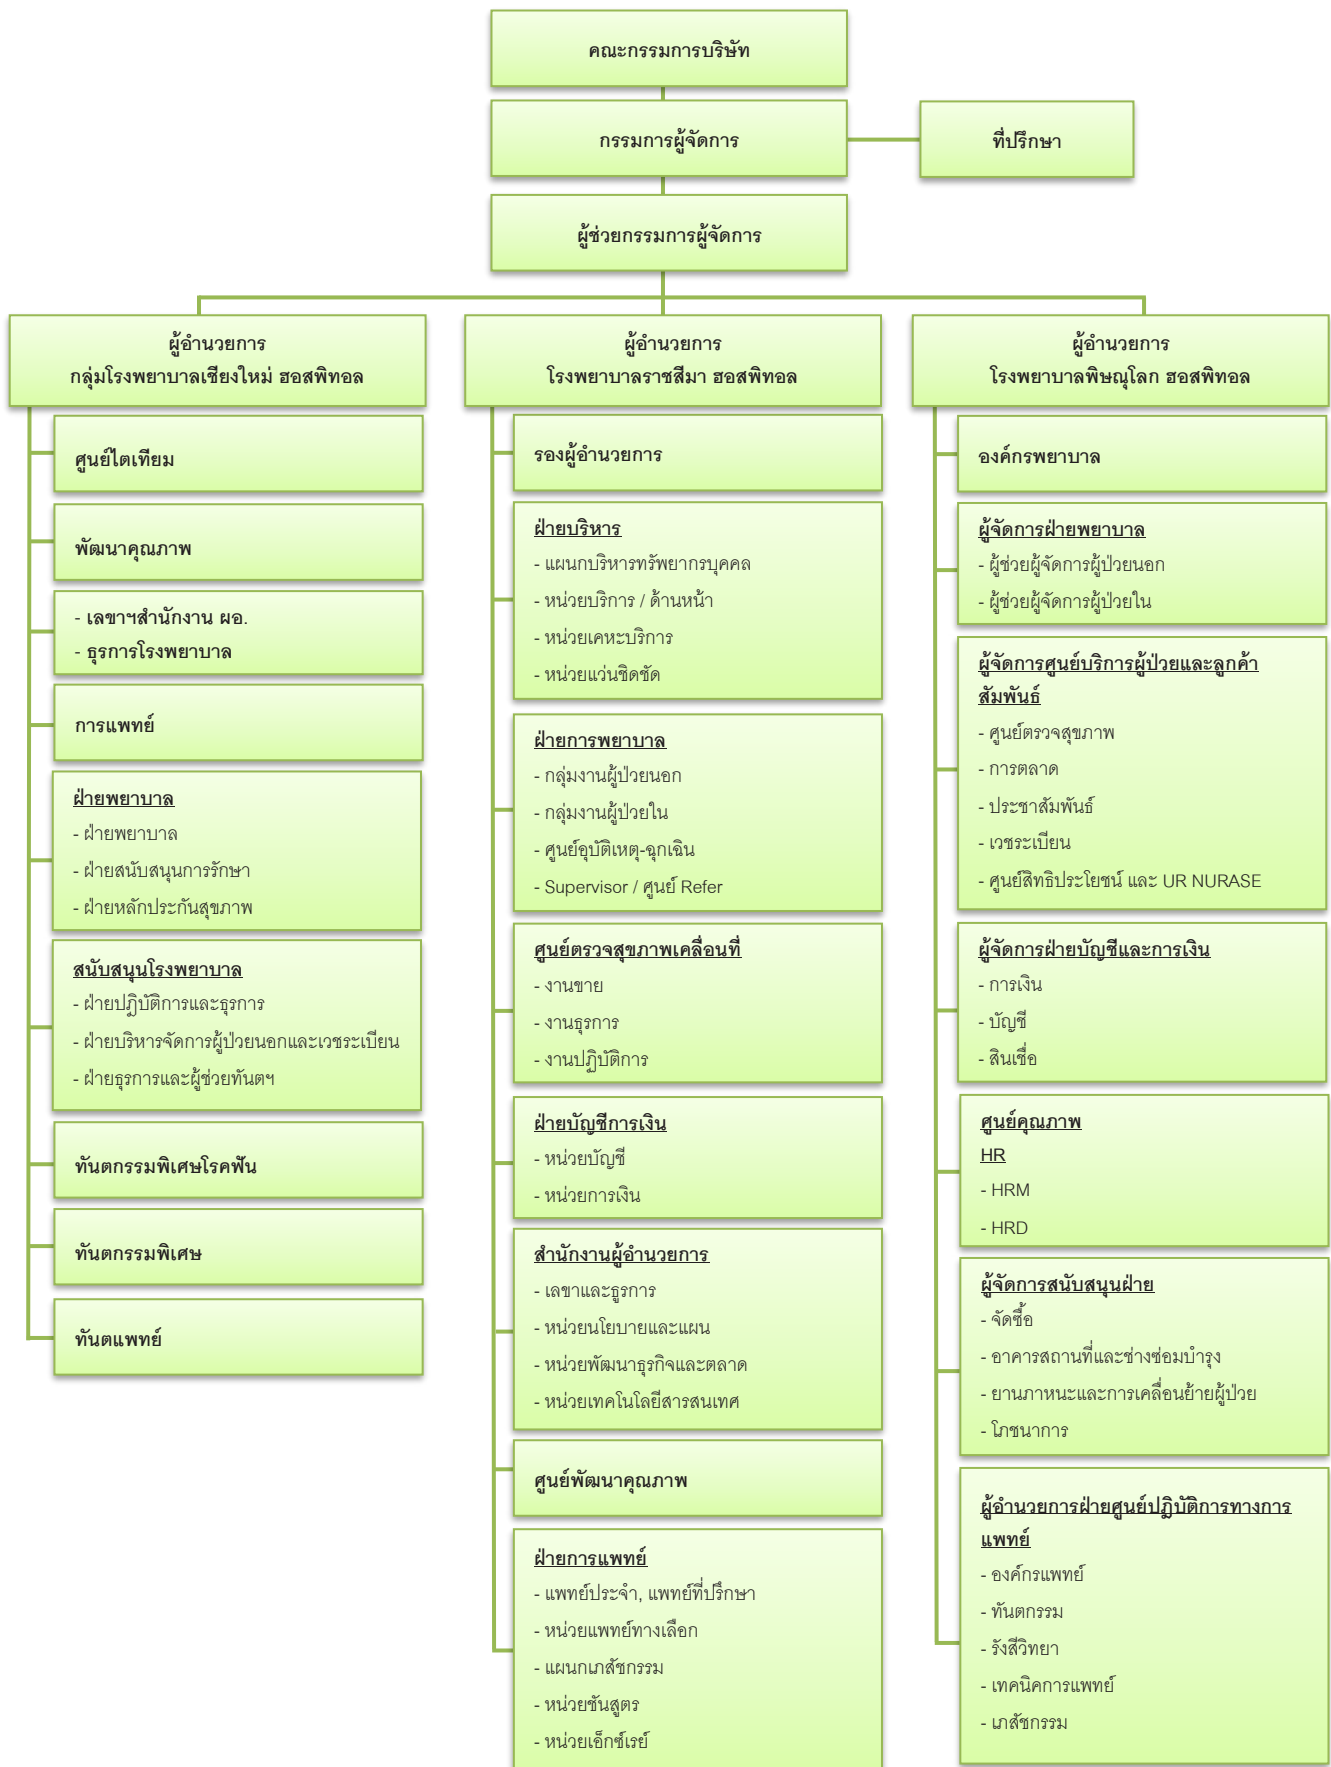 คณะกรรมการบริษัท
กรรมการผู้จัดการ
ที่ปรึกษา
ผู้ช่วยกรรมการผู้จัดการ
ผู้อำนวยการ
กลุ่มโรงพยาบาลเชียงใหม่ ฮอสพิทอล
ศูนย์ไตเทียม
พัฒนาคุณภาพ
- เลขาฯสำนักงาน ผอ.
- ธุรการโรงพยาบาล
การแพทย์
ฝ่ายพยาบาล
- ฝ่ายพยาบาล
- ฝ่ายสนับสนุนการรักษา
- ฝ่ายหลักประกันสุขภาพ
สนับสนุนโรงพยาบาล
- ฝ่ายปฏิบัติการและธุรการ
- ฝ่ายบริหารจัดการผู้ป่วยนอกและเวชระเบียน
- ฝ่ายธุรการและผู้ช่วยทันตฯ
ทันตกรรมพิเศษโรคฟัน
ทันตกรรมพิเศษ
ทันตแพทย์
ผู้อำนวยการ
โรงพยาบาลราชสีมา ฮอสพิทอล
รองผู้อำนวยการ
ฝ่ายบริหาร
- แผนกบริหารทรัพยากรบุคคล
- หน่วยบริการ / ด้านหน้า
- หน่วยเคหะบริการ
- หน่วยแว่นชิดชัด
ฝ่ายการพยาบาล
- กลุ่มงานผู้ป่วยนอก
- กลุ่มงานผู้ป่วยใน
- ศูนย์อุบัติเหตุ-ฉุกเฉิน
- Supervisor / ศูนย์ Refer
ศูนย์ตรวจสุขภาพเคลื่อนที่
- งานขาย
- งานธุรการ
- งานปฏิบัติการ
ฝ่ายบัญชีการเงิน
- หน่วยบัญชี
- หน่วยการเงิน
สำนักงานผู้อำนวยการ
- เลขาและธูรการ
- หน่วยนโยบายและแผน
- หน่วยพัฒนาธุรกิจและตลาด
- หน่วยเทคโนโลยีสารสนเทศ
ศูนย์พัฒนาคุณภาพ
ฝ่ายการแพทย์
- แพทย์ประจำ, แพทย์ที่ปรึกษา
- หน่วยแพทย์ทางเลือก
- แผนกเภสัชกรรม
- หน่วยชันสูตร
- หน่วยเอ็กซ์เรย์
ผู้อำนวยการ
โรงพยาบาลพิษณุโลก ฮอสพิทอล
องค์กรพยาบาล
ผู้จัดการฝ่ายพยาบาล
- ผู้ช่วยผู้จัดการผู้ป่วยนอก
- ผู้ช่วยผู้จัดการผู้ป่วยใน
ผู้จัดการศูนย์บริการผู้ป่วยและลูกค้า
สัมพันธ์
- ศูนย์ตรวจสุขภาพ
- การตลาด
- ประชาสัมพันธ์
- เวชระเบียน
- ศูนย์สิทธิประโยชน์ และ UR NURASE
ผู้จัดการฝ่ายบัญชีและการเงิน
- การเงิน
- บัญชี
- สินเชื่อ
ศูนย์คุณภาพ
HR
- HRM
- HRD
ผู้จัดการสนับสนุนฝ่าย
- จัดซื้อ
- อาคารสถานที่และช่างซ่อมบำรุง
- ยานภาหนะและการเคลื่อนย้ายผู้ป่วย
- โภชนาการ
ผู้อำนวยการฝ่ายศูนย์ปฏิบัติการทางการ
แพทย์
- องค์กรแพทย์
- ทันตกรรม
- รังสีวิทยา
- เทคนิคการแพทย์
- เภสัชกรรม